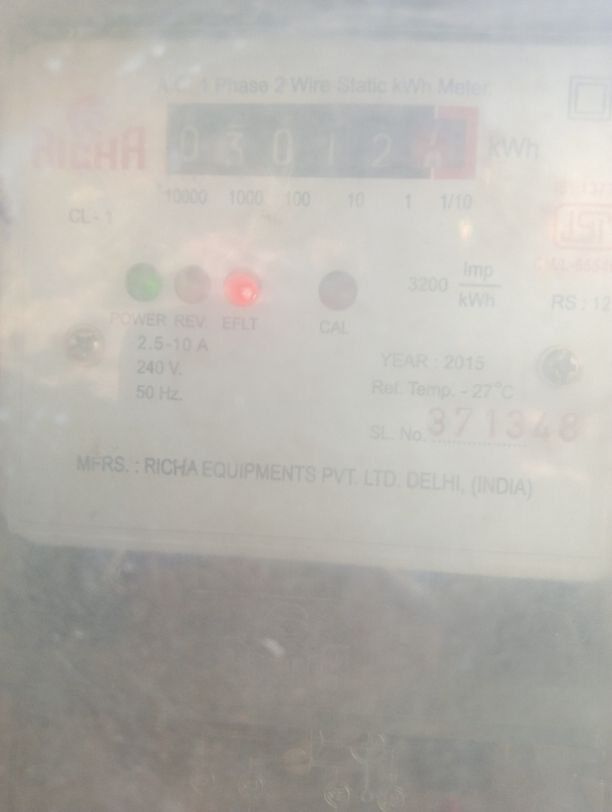 A.C. 1 Phase 2 Wire Static kWh Meter
RICHA
0 3 0 1 2
kWh
10000 1000 100 10 1 1/10
CL - 1
3200 Imp
kWh
RS : 12
POWER REV. EFLT CAL
2.5-10 A
240 V.
50 Hz.
YEAR : 2015
Ref. Temp. - 27°C
SL. No. 371348
MFRS. : RICHA EQUIPMENTS PVT. LTD. DELHI, (INDIA)